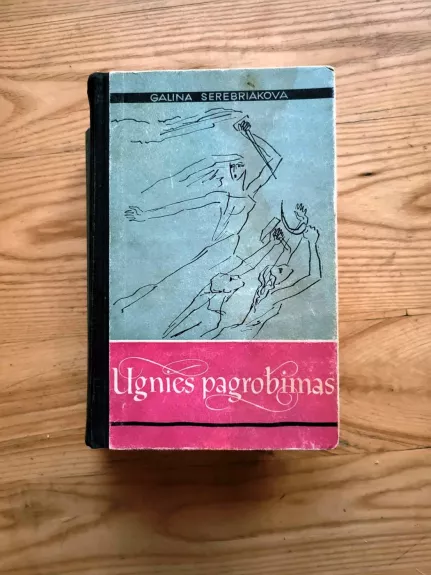 GALINA SEREBRIAKOVA
Ugnies pagrobimas